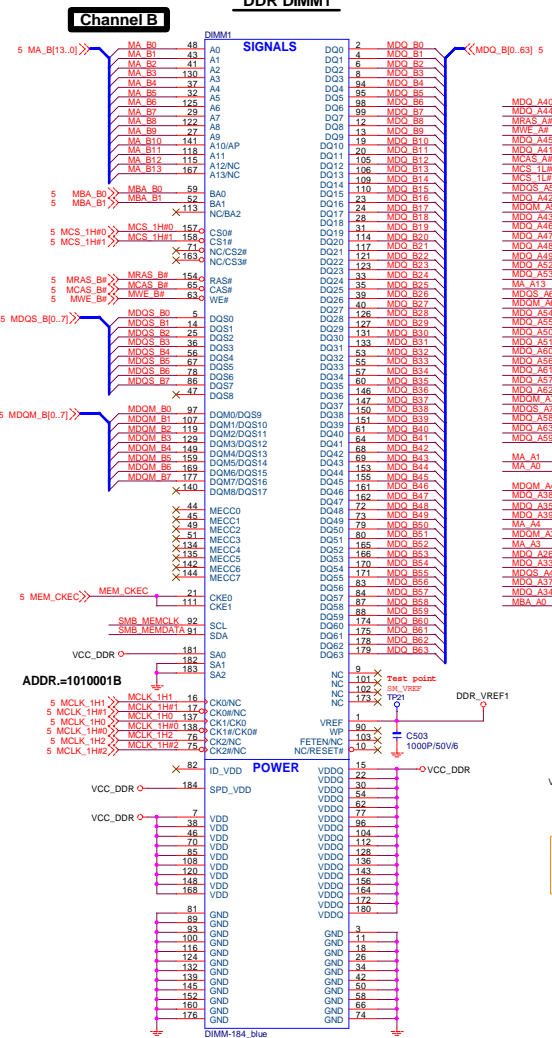 DDR DIMM1
Channel B
DIMM1
SIGNALS
5 MA_B[13..0]
MA_B0 48 A0
MA_B1 43 A1
MA_B2 41 A2
MA_B3 130 A3
MA_B4 37 A4
MA_B5 32 A5
MA_B6 125 A6
MA_B7 29 A7
MA_B8 122 A8
MA_B9 27 A9
MA_B10 141 A10/AP
MA_B11 118 A11
MA_B12 115 A12/NC
MA_B13 167 A13/NC
5 MBA_B0 MBA_B0 59 BA0
5 MBA_B1 MBA_B1 52 BA1
113 NC/BA2
5 MCS_1H#0 MCS_1H#0 157 CS0#
5 MCS_1H#1 MCS_1H#1 158 CS1#
71 NC/CS2#
163 NC/CS3#
5 MRAS_B# MRAS_B# 154 RAS#
5 MCAS_B# MCAS_B# 65 CAS#
5 MWE_B# MWE_B# 63 WE#
5 MDQS_B[0..7]
MDQS_B0 5 DQS0
MDQS_B1 14 DQS1
MDQS_B2 25 DQS2
MDQS_B3 36 DQS3
MDQS_B4 56 DQS4
MDQS_B5 67 DQS5
MDQS_B6 78 DQS6
MDQS_B7 86 DQS7
47 DQS8
5 MDQM_B[0..7]
MDQM_B0 97 DQM0/DQS9
MDQM_B1 107 DQM1/DQS10
MDQM_B2 119 DQM2/DQS11
MDQM_B3 129 DQM3/DQS12
MDQM_B4 149 DQM4/DQS13
MDQM_B5 159 DQM5/DQS14
MDQM_B6 169 DQM6/DQS15
MDQM_B7 177 DQM7/DQS16
140 DQM8/DQS17
44 MECC0
45 MECC1
49 MECC2
51 MECC3
134 MECC4
135 MECC5
142 MECC6
144 MECC7
5 MEM_CKEC MEM_CKEC 21 CKE0
111 CKE1
SMB_MEMCLK 92 SCL
SMB_MEMDATA 91 SDA
VCC_DDR 181 SA0
182 SA1
183 SA2
ADDR.=1010001B
5 MCLK_1H1 MCLK_1H1 16 CK0/NC
5 MCLK_1H#1 MCLK_1H#1 17 CK0#/NC
5 MCLK_1H0 MCLK_1H0 137 CK1/CK0
5 MCLK_1H#0 MCLK_1H#0 138 CK1#/CK0#
5 MCLK_1H2 MCLK_1H2 76 CK2/NC
5 MCLK_1H#2 MCLK_1H#2 75 CK2#/NC
MDQ_B[0..63] 5
DQ0 2 MDQ_B0
DQ1 4 MDQ_B1
DQ2 6 MDQ_B2
DQ3 8 MDQ_B3
DQ4 94 MDQ_B4
DQ5 95 MDQ_B5
DQ6 98 MDQ_B6
DQ7 99 MDQ_B7
DQ8 12 MDQ_B8
DQ9 13 MDQ_B9
DQ10 19 MDQ_B10
DQ11 20 MDQ_B11
DQ12 105 MDQ_B12
DQ13 106 MDQ_B13
DQ14 109 MDQ_B14
DQ15 110 MDQ_B15
DQ16 23 MDQ_B16
DQ17 24 MDQ_B17
DQ18 28 MDQ_B18
DQ19 31 MDQ_B19
DQ20 114 MDQ_B20
DQ21 117 MDQ_B21
DQ22 121 MDQ_B22
DQ23 123 MDQ_B23
DQ24 33 MDQ_B24
DQ25 35 MDQ_B25
DQ26 39 MDQ_B26
DQ27 40 MDQ_B27
DQ28 126 MDQ_B28
DQ29 127 MDQ_B29
DQ30 131 MDQ_B30
DQ31 133 MDQ_B31
DQ32 53 MDQ_B32
DQ33 55 MDQ_B33
DQ34 57 MDQ_B34
DQ35 60 MDQ_B35
DQ36 146 MDQ_B36
DQ37 147 MDQ_B37
DQ38 150 MDQ_B38
DQ39 151 MDQ_B39
DQ40 61 MDQ_B40
DQ41 64 MDQ_B41
DQ42 68 MDQ_B42
DQ43 69 MDQ_B43
DQ44 153 MDQ_B44
DQ45 155 MDQ_B45
DQ46 161 MDQ_B46
DQ47 162 MDQ_B47
DQ48 72 MDQ_B48
DQ49 73 MDQ_B49
DQ50 79 MDQ_B50
DQ51 80 MDQ_B51
DQ52 165 MDQ_B52
DQ53 166 MDQ_B53
DQ54 170 MDQ_B54
DQ55 171 MDQ_B55
DQ56 83 MDQ_B56
DQ57 84 MDQ_B57
DQ58 87 MDQ_B58
DQ59 88 MDQ_B59
DQ60 174 MDQ_B60
DQ61 175 MDQ_B61
DQ62 178 MDQ_B62
DQ63 179 MDQ_B63
NC 9
NC 101 Test point
NC 102 SM_VREF
NC 173 TP21
DDR_VREF1
VREF 1
WP 90
FETEN/NC 103
NC/RESET# 10
C503
1000P/50V/6
POWER
82 ID_VDD
VCC_DDR 184 SPD_VDD
VCC_DDR 7 VDD
38 VDD
46 VDD
70 VDD
85 VDD
108 VDD
120 VDD
148 VDD
168 VDD
81 GND
89 GND
93 GND
100 GND
116 GND
124 GND
132 GND
139 GND
145 GND
152 GND
160 GND
176 GND
VDDQ 15 VCC_DDR
VDDQ 22
VDDQ 30
VDDQ 54
VDDQ 62
VDDQ 77
VDDQ 96
VDDQ 104
VDDQ 112
VDDQ 128
VDDQ 136
VDDQ 143
VDDQ 156
VDDQ 164
VDDQ 172
VDDQ 180
GND 3
GND 11
GND 18
GND 26
GND 34
GND 42
GND 50
GND 58
GND 66
GND 74
DIMM-184_blue
MDQ_A40
MDQ_A44
MRAS_A#
MWE_A#
MDQ_A45
MDQ_A41
MCAS_A#
MCS_1L#
MCS_1L#
MDQS_A5
MDQ_A42
MDQM_A5
MDQ_A43
MDQ_A46
MDQ_A47
MDQ_A48
MDQ_A49
MDQ_A52
MDQ_A53
MA_A13
MDQS_A6
MDQM_A6
MDQ_A54
MDQ_A55
MDQ_A50
MDQ_A51
MDQ_A60
MDQ_A56
MDQ_A61
MDQ_A57
MDQ_A62
MDQM_A7
MDQS_A7
MDQ_A58
MDQ_A63
MDQ_A59
MA_A1
MA_A0
MDQM_A4
MDQ_A38
MDQ_A35
MDQ_A39
MA_A4
MDQM_A3
MA_A3
MDQ_A26
MDQ_A33
MDQS_A4
MDQ_A37
MDQ_A34
MBA_A0
V